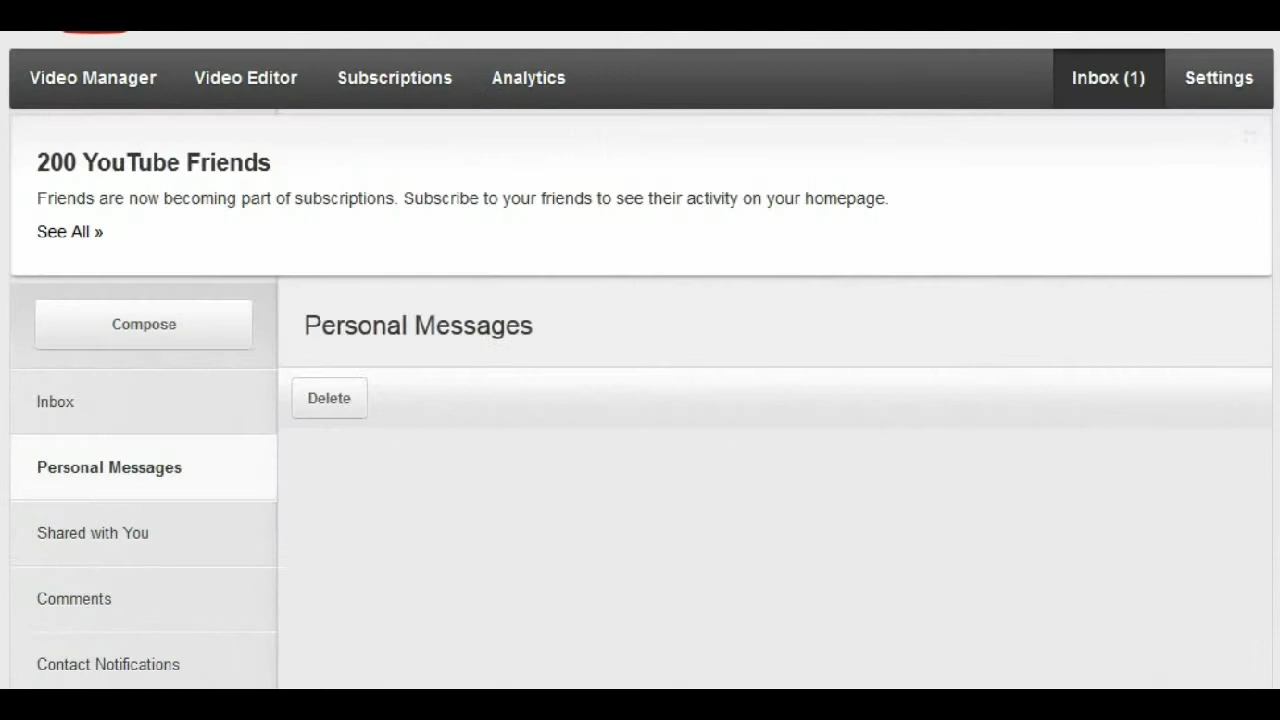 Video Manager Video Editor Subscriptions Analytics Inbox (1) Settings
200 YouTube Friends
Friends are now becoming part of subscriptions. Subscribe to your friends to see their activity on your homepage.
See All »
Compose
Personal Messages
Inbox
Delete
Personal Messages
Shared with You
Comments
Contact Notifications